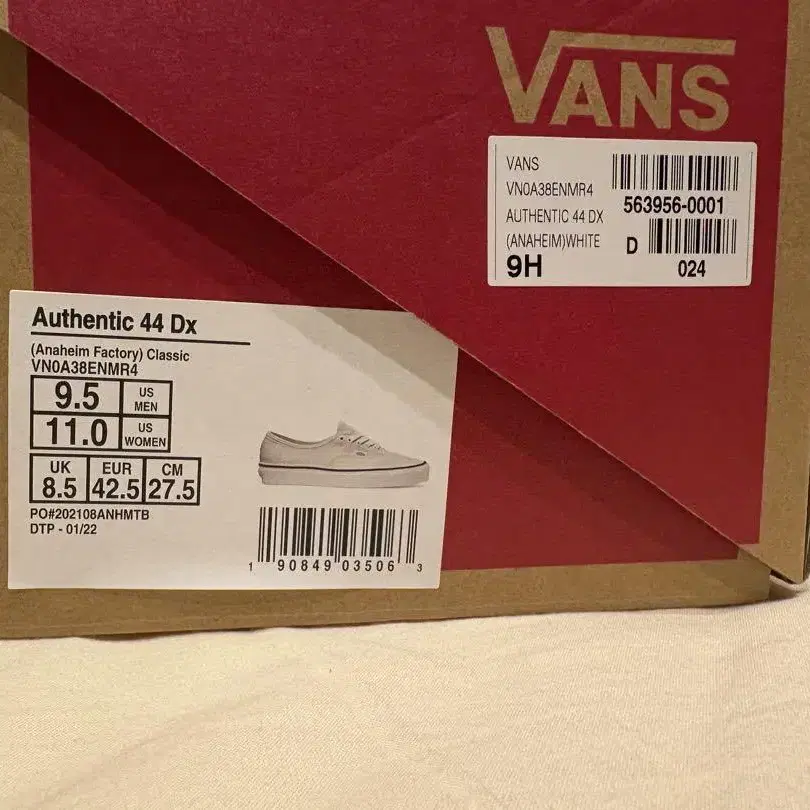 VANS
VANS
VN0A38ENMR4
563956-0001
AUTHENTIC 44 DX
(ANAHEIM)WHITE
D
9H
024
Authentic 44 Dx
(Anaheim Factory) Classic
VN0A38ENMR4
9.5 US MEN
11.0 US WOMEN
UK EUR CM
8.5 42.5 27.5
PO#202108ANHMTB
DTP - 01/22
1 90849 03506 3